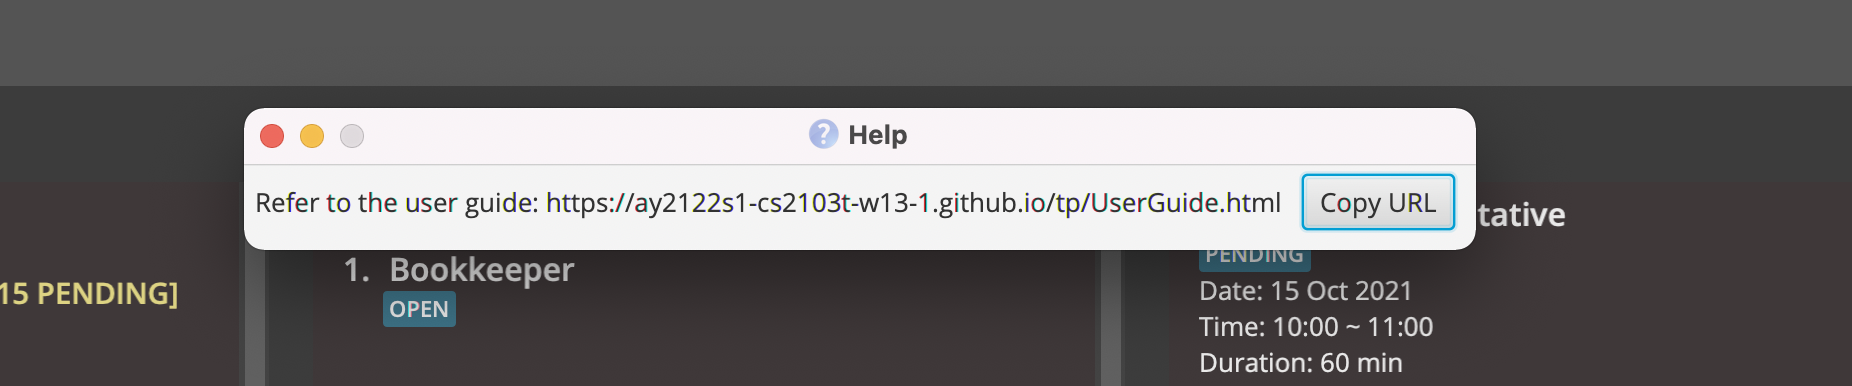 Help
Refer to the user guide: https://ay2122s1-cs2103t-w13-1.github.io/tp/UserGuide.html
Copy URL
tative
15 PENDING]
1. Bookkeeper
OPEN
PENDING
Date: 15 Oct 2021
Time: 10:00 ~ 11:00
Duration: 60 min